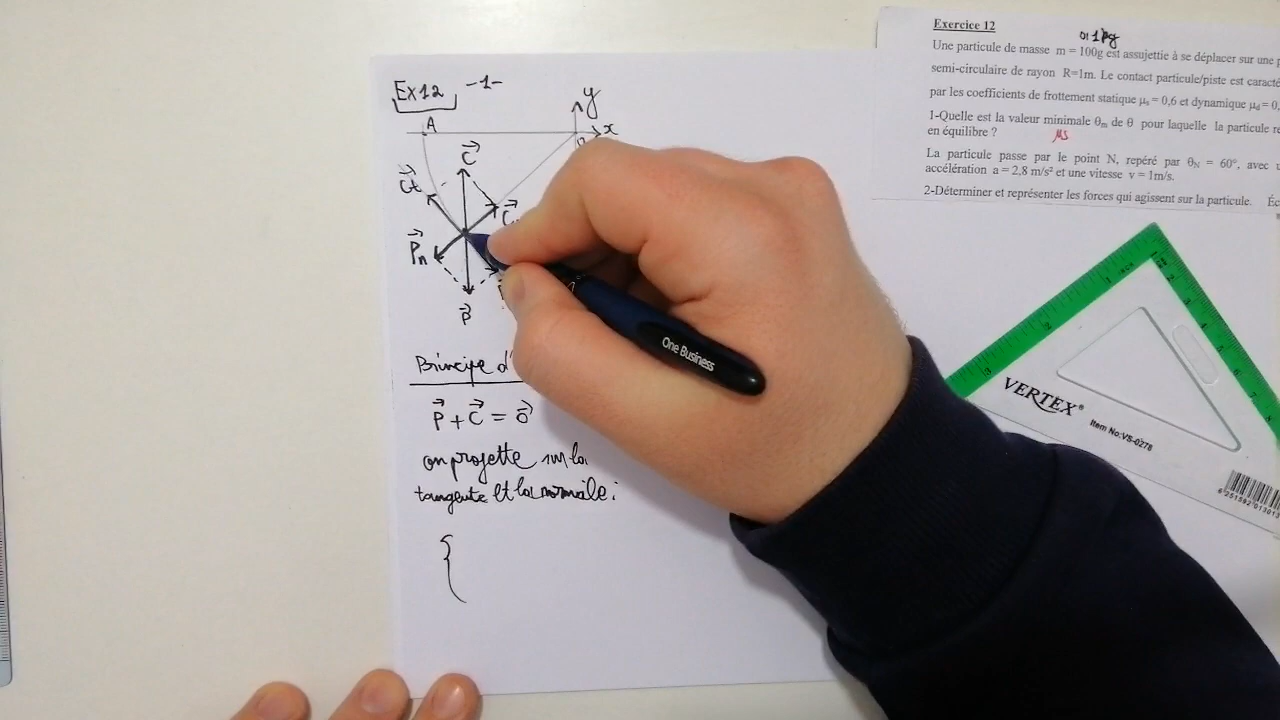 Ex12 -1-
y
A x
C
Ct
Pn
P
P + C = 0
on projette sur la
tangente et la normale :
{
One Business
Exercice 12
0,1 kg
Une particule de masse m = 100g est assujettie à se déplacer sur une
semi-circulaire de rayon R=1m. Le contact particule/piste est
par les coefficients de frottement statique μs = 0,6 et dynamique μd = 0,
1-Quelle est la valeur minimale θm de θ pour laquelle la particule
en équilibre ?
μs
La particule passe par le point N, repéré par θN = 60°, avec
accélération a = 2,8 m/s² et une vitesse v = 1m/s.
2-Déterminer et représenter les forces qui agissent sur la particule.
VERTEX®
Item No:VS-0278